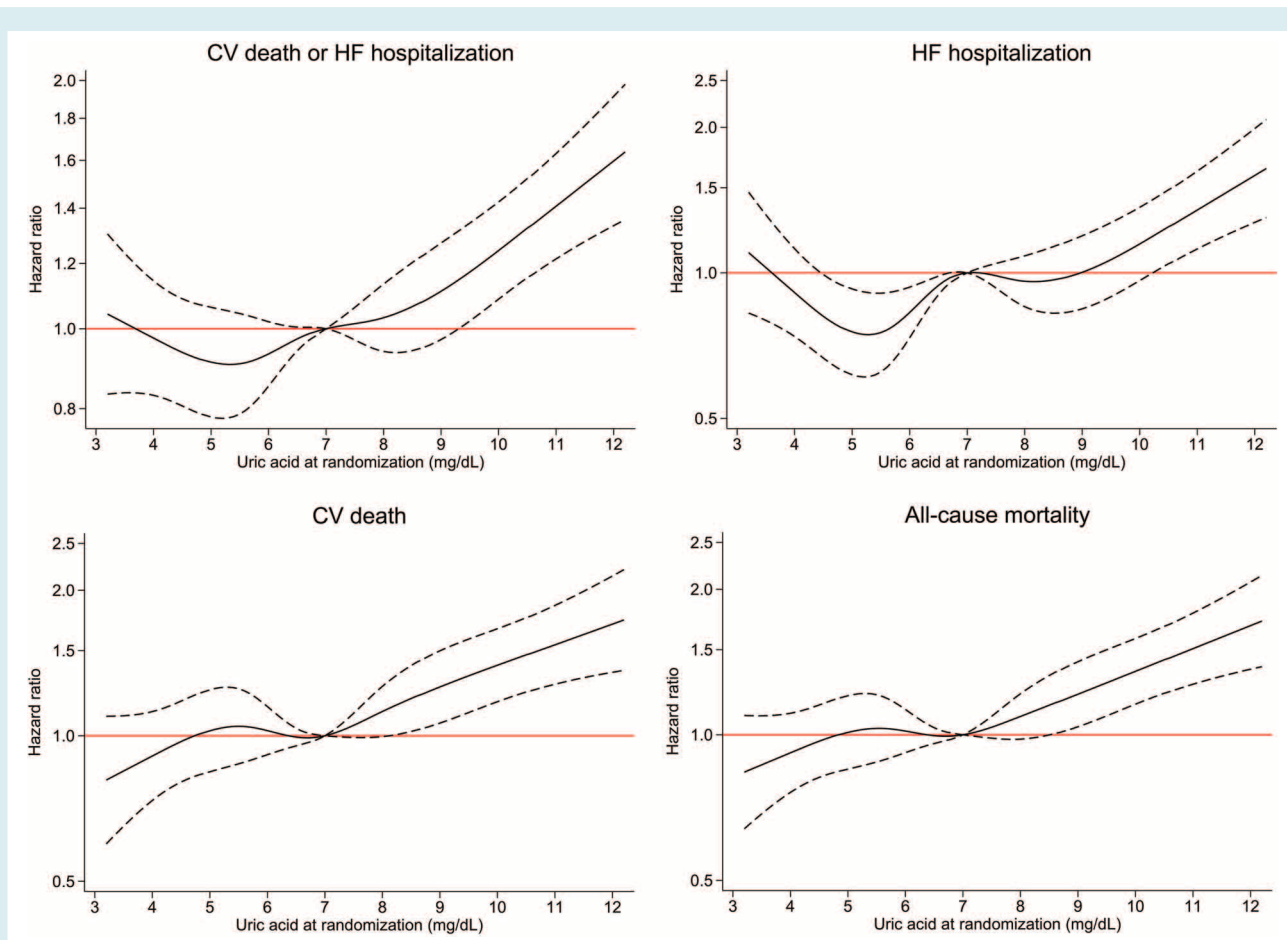 CV death or HF hospitalization
2.0
1.8
1.6
1.4
1.2
1.0
0.8
Hazard ratio
3 4 5 6 7 8 9 10 11 12
Uric acid at randomization (mg/dL)
HF hospitalization
2.5
2.0
1.5
1.0
0.5
Hazard ratio
3 4 5 6 7 8 9 10 11 12
Uric acid at randomization (mg/dL)
CV death
2.5
2.0
1.5
1.0
0.5
Hazard ratio
3 4 5 6 7 8 9 10 11 12
Uric acid at randomization (mg/dL)
All-cause mortality
2.5
2.0
1.5
1.0
0.5
Hazard ratio
3 4 5 6 7 8 9 10 11 12
Uric acid at randomization (mg/dL)